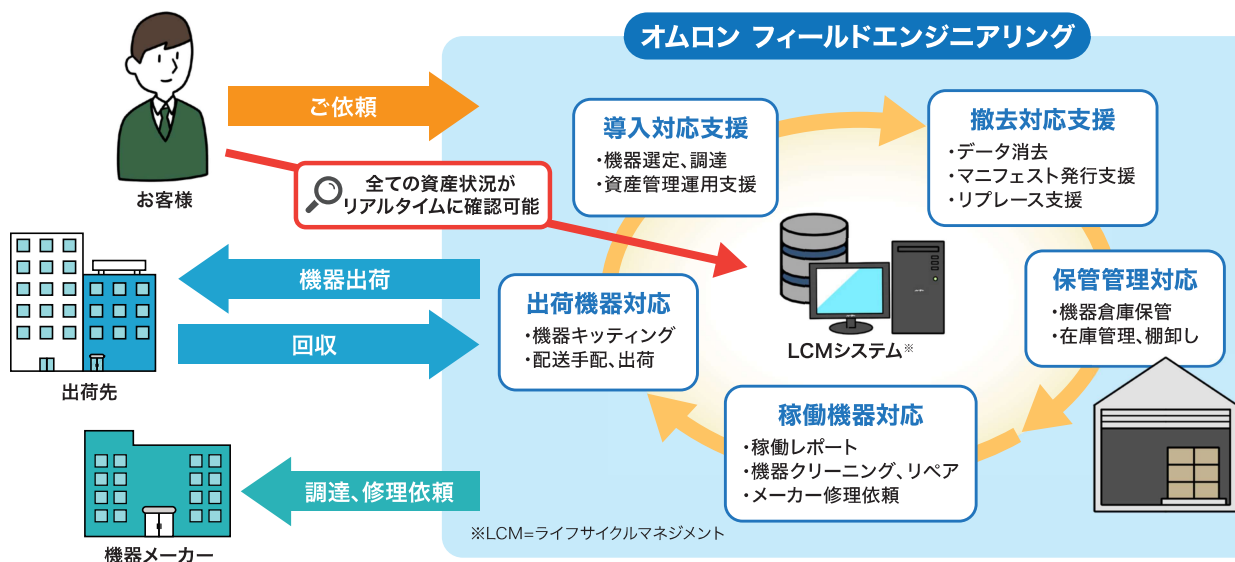 オムロン フィールドエンジニアリング
お客様
ご依頼
全ての資産状況が
リアルタイムに確認可能
導入対応支援
・機器選定、調達
・資産管理運用支援
撤去対応支援
・データ消去
・マニフェスト発行支援
・リプレース支援
出荷先
機器出荷
回収
出荷機器対応
・機器キッティング
・配送手配、出荷
LCMシステム※
保管管理対応
・機器倉庫保管
・在庫管理、棚卸し
稼働機器対応
・稼働レポート
・機器クリーニング、リペア
・メーカー修理依頼
機器メーカー
調達、修理依頼
※LCM=ライフサイクルマネジメント